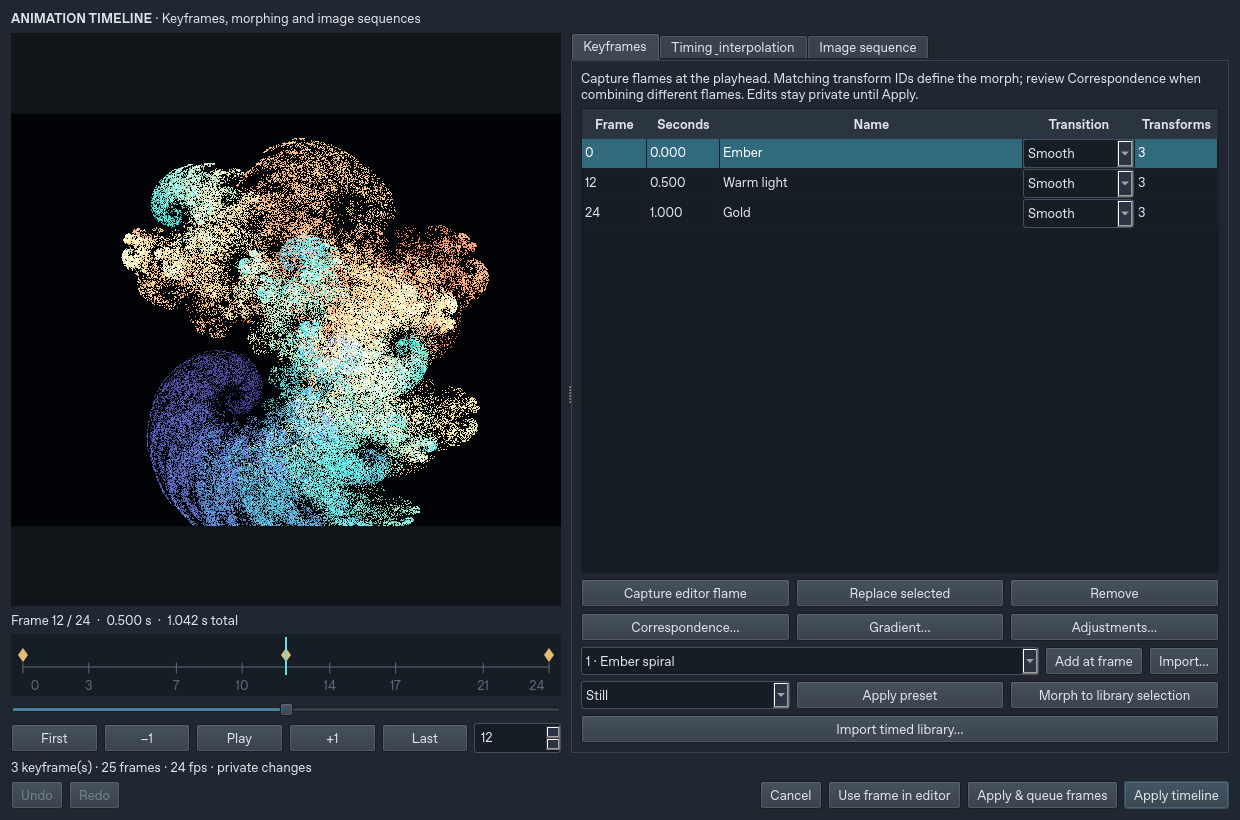 ANIMATION TIMELINE · Keyframes, morphing and image sequences
Keyframes
Timing_interpolation
Image sequence
Capture flames at the playhead. Matching transform IDs define the morph; review Correspondence when
combining different flames. Edits stay private until Apply.
Frame Seconds Name Transition Transforms
0 0.000 Ember Smooth 3
12 0.500 Warm light Smooth 3
24 1.000 Gold Smooth 3
Capture editor flame Replace selected Remove
Correspondence... Gradient... Adjustments...
1 · Ember spiral Add at frame Import...
Still Apply preset Morph to library selection
Import timed library...
Frame 12 / 24 · 0.500 s · 1.042 s total
0 3 7 10 14 17 21 24
First −1 Play +1 Last 12
3 keyframe(s) · 25 frames · 24 fps · private changes
Undo Redo Cancel Use frame in editor Apply & queue frames Apply timeline